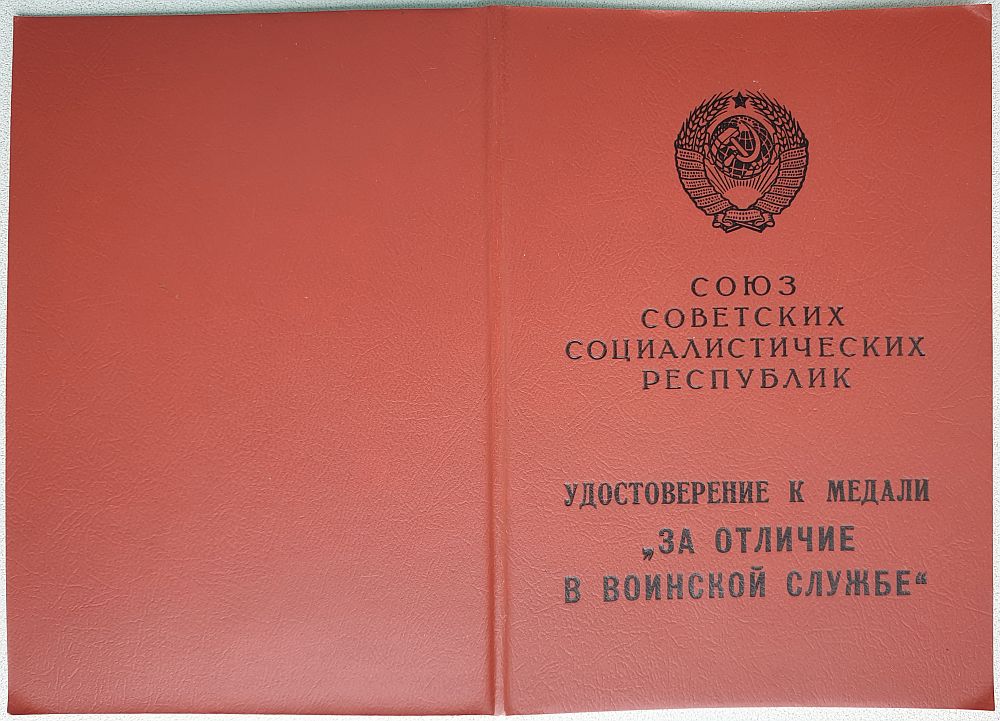 СОЮЗ
СОВЕТСКИХ
СОЦИАЛИСТИЧЕСКИХ
РЕСПУБЛИК
УДОСТОВЕРЕНИЕ К МЕДАЛИ
„ЗА ОТЛИЧИЕ
В ВОИНСКОЙ СЛУЖБЕ“